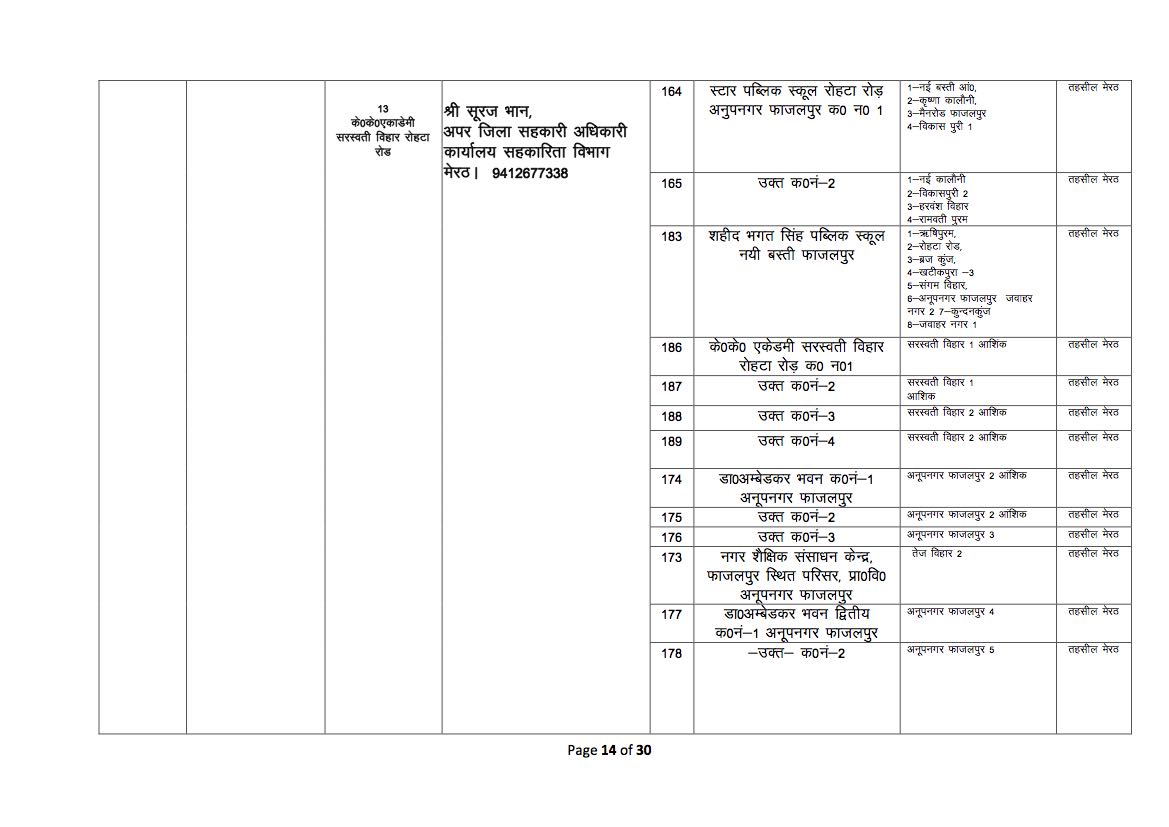 13
के0के0एकाडेमी
सरस्वती विहार रोहटा
रोड
श्री सूरज भान,
अपर जिला सहकारी अधिकारी
कार्यालय सहकारिता विभाग
मेरठ। 9412677338
164
स्टार पब्लिक स्कूल रोहटा रोड़
अनुपनगर फाजलपुर क0 न0 1
1–नई बस्ती आं0,
2–कृष्णा कालौनी,
3–मैनरोड फाजलपुर
4–विकास पुरी 1
तहसील मेरठ
165
उक्त क0नं–2
1–नई कालौनी
2–विकासपुरी 2
3–हरवंश विहार
4–रामवती पुरम
तहसील मेरठ
183
शहीद भगत सिंह पब्लिक स्कूल
नयी बस्ती फाजलपुर
1–ऋषिपुरम,
2–रोहटा रोड,
3–ब्रज कुंज,
4–खटीकपुरा –3
5–संगम विहार,
6–अनूपनगर फाजलपुर जवाहर
नगर 2 7–कुन्दनकुंज
8–जवाहर नगर 1
तहसील मेरठ
186
के0के0 एकेडमी सरस्वती विहार
रोहटा रोड़ क0 न01
सरस्वती विहार 1 आशिक
तहसील मेरठ
187
उक्त क0नं–2
सरस्वती विहार 1
आशिक
तहसील मेरठ
188
उक्त क0नं–3
सरस्वती विहार 2 आशिक
तहसील मेरठ
189
उक्त क0नं–4
सरस्वती विहार 2 आशिक
तहसील मेरठ
174
डा0अम्बेडकर भवन क0नं–1
अनूपनगर फाजलपुर
अनूपनगर फाजलपुर 2 आंशिक
तहसील मेरठ
175
उक्त क0नं–2
अनूपनगर फाजलपुर 2 आंशिक
तहसील मेरठ
176
उक्त क0नं–3
अनूपनगर फाजलपुर 3
तहसील मेरठ
173
नगर शैक्षिक संसाधन केन्द्र,
फाजलपुर स्थित परिसर, प्रा0वि0
अनूपनगर फाजलपुर
तेज विहार 2
तहसील मेरठ
177
डा0अम्बेडकर भवन द्वितीय
क0नं–1 अनूपनगर फाजलपुर
अनूपनगर फाजलपुर 4
तहसील मेरठ
178
–उक्त– क0नं–2
अनूपनगर फाजलपुर 5
तहसील मेरठ
Page 14 of 30